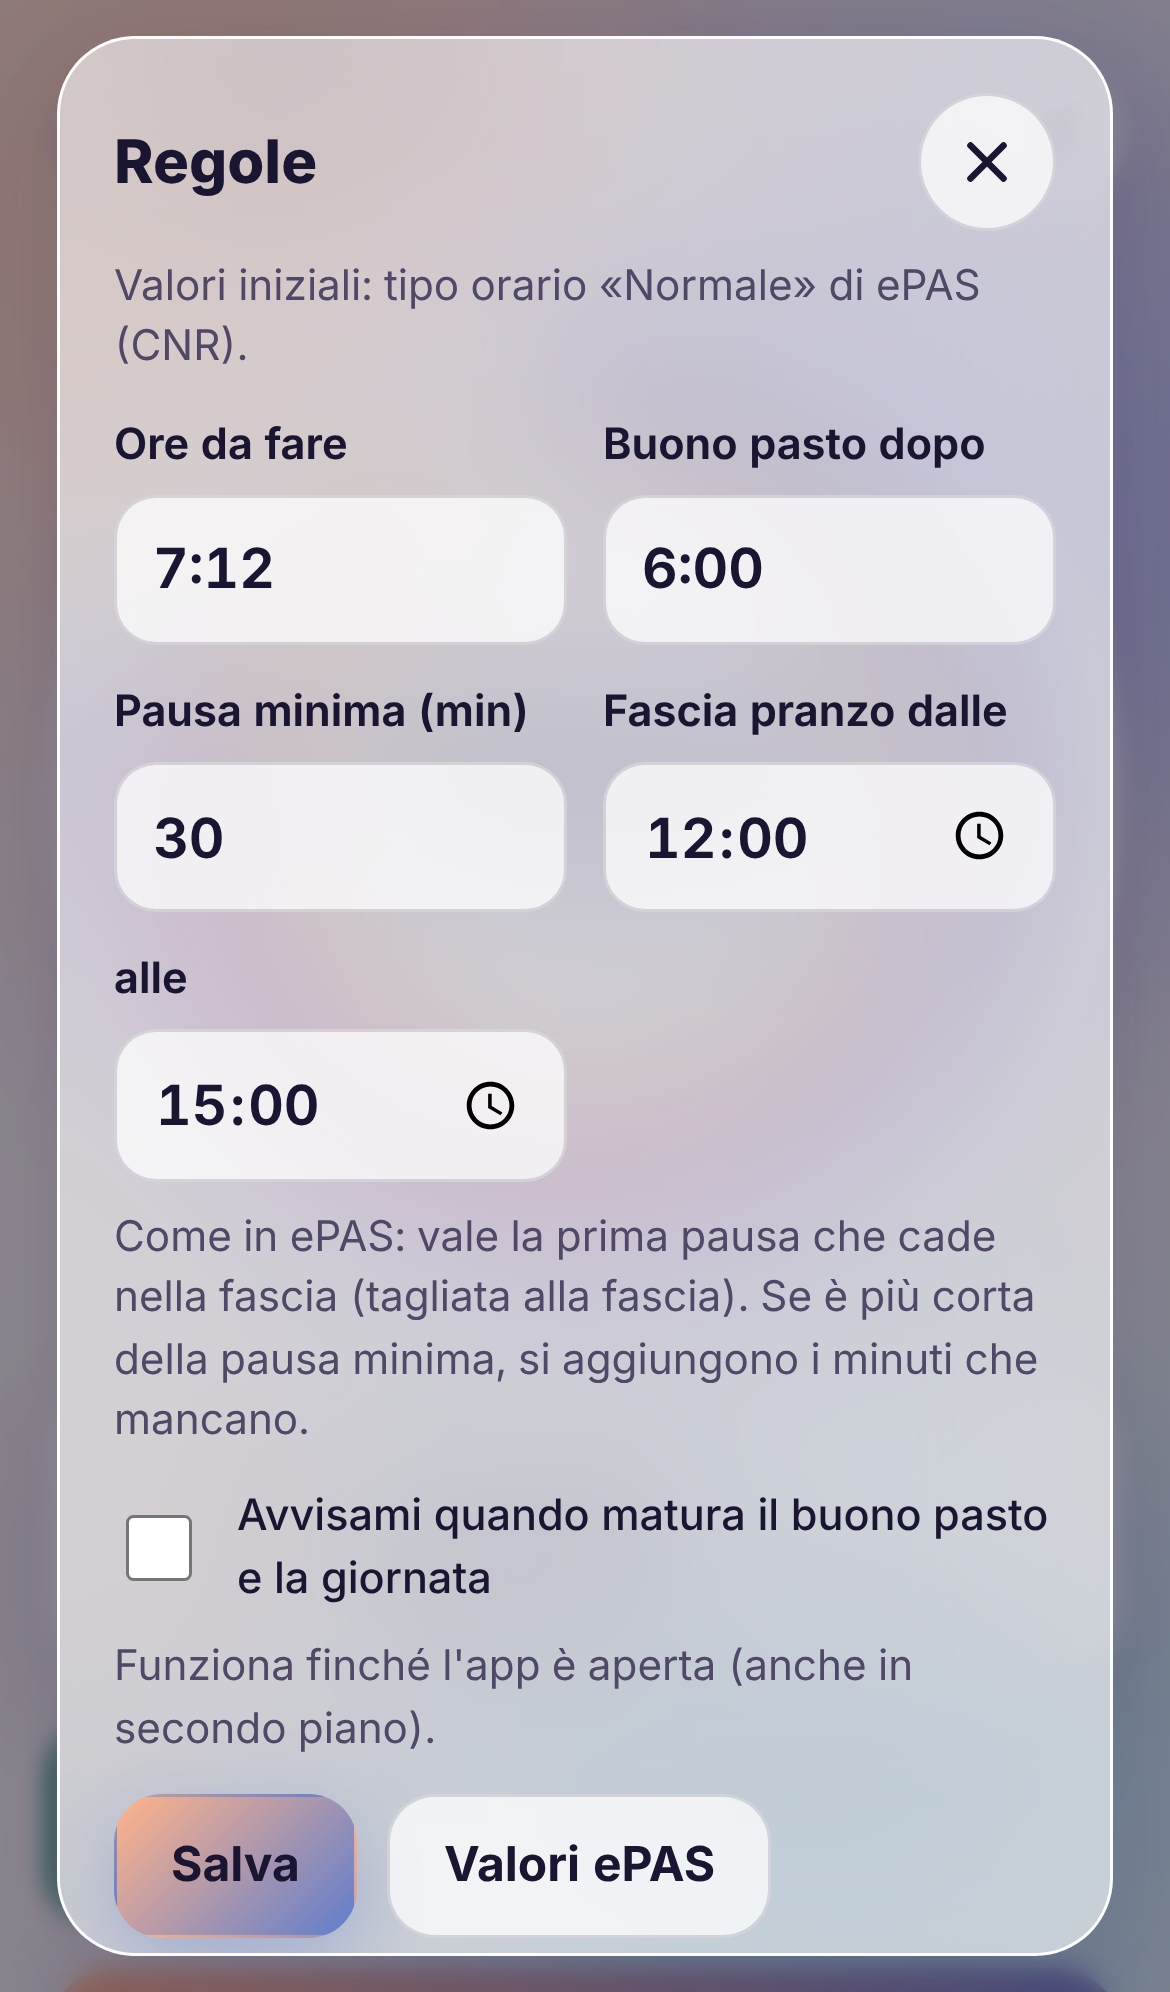 Regole
Valori iniziali: tipo orario «Normale» di ePAS
(CNR).
Ore da fare
Buono pasto dopo
7:12
6:00
Pausa minima (min)
Fascia pranzo dalle
30
12:00
alle
15:00
Come in ePAS: vale la prima pausa che cade
nella fascia (tagliata alla fascia). Se è più corta
della pausa minima, si aggiungono i minuti che
mancano.
Avvisami quando matura il buono pasto
e la giornata
Funziona finché l'app è aperta (anche in
secondo piano).
Salva
Valori ePAS